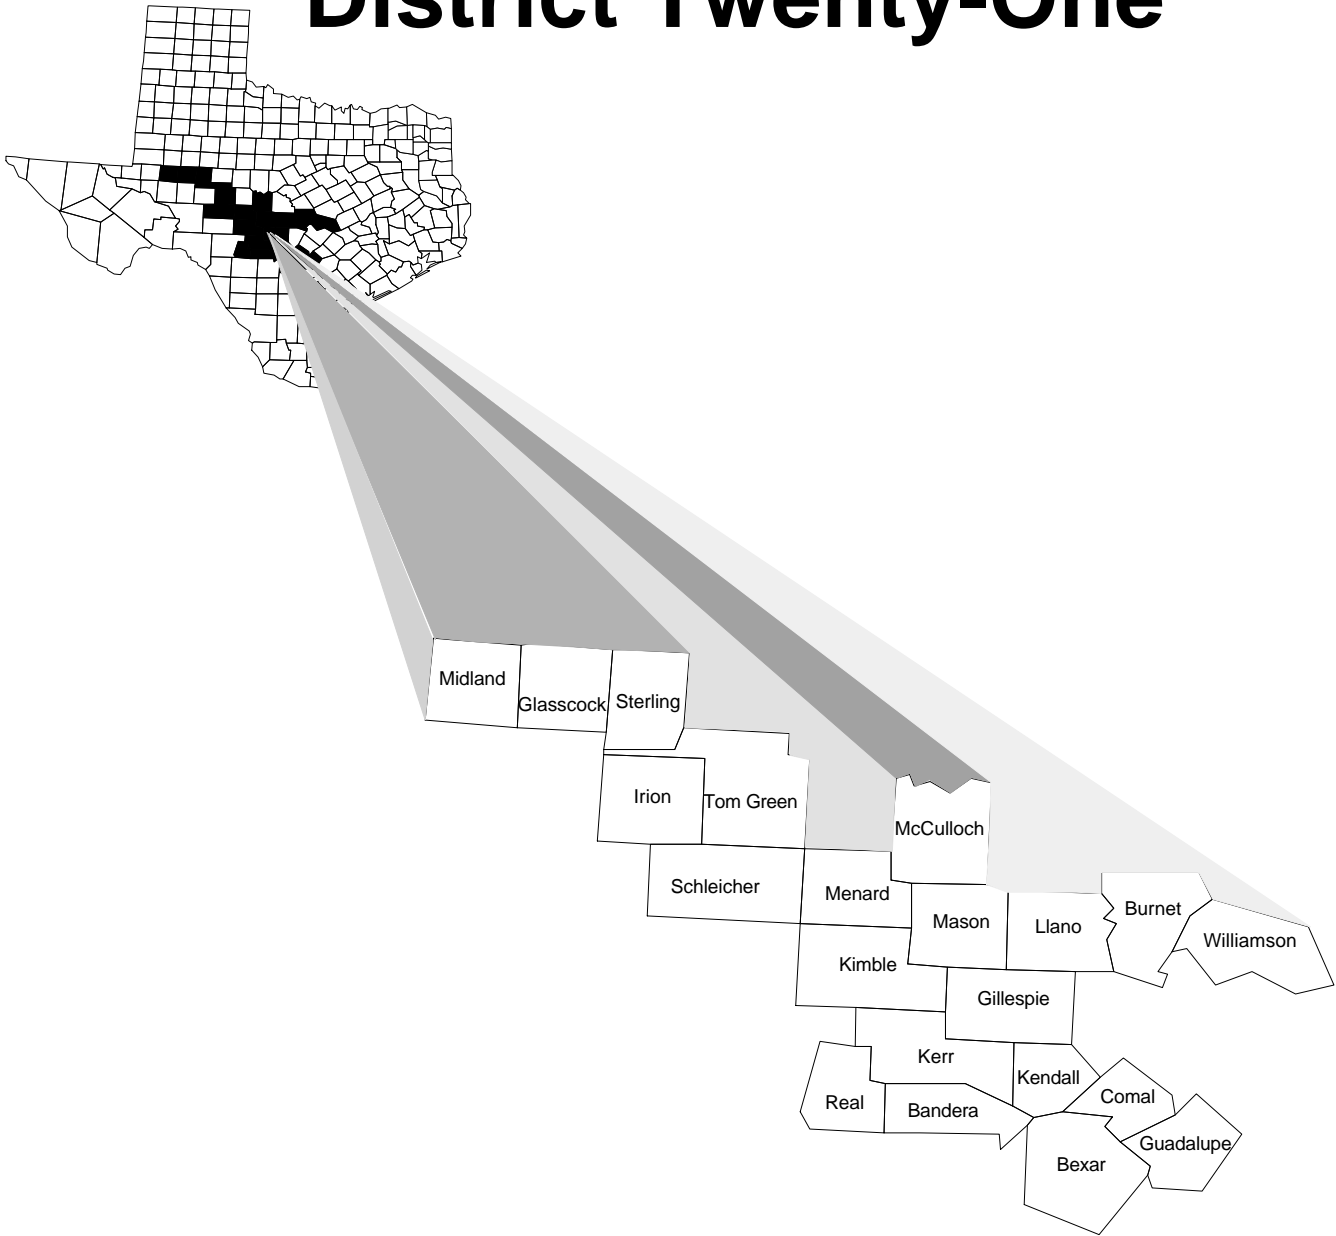 District Twenty-One
Midland
Glasscock
Sterling
Irion
Tom Green
McCulloch
Schleicher
Menard
Mason
Llano
Burnet
Williamson
Kimble
Gillespie
Kerr
Kendall
Real
Bandera
Comal
Guadalupe
Bexar